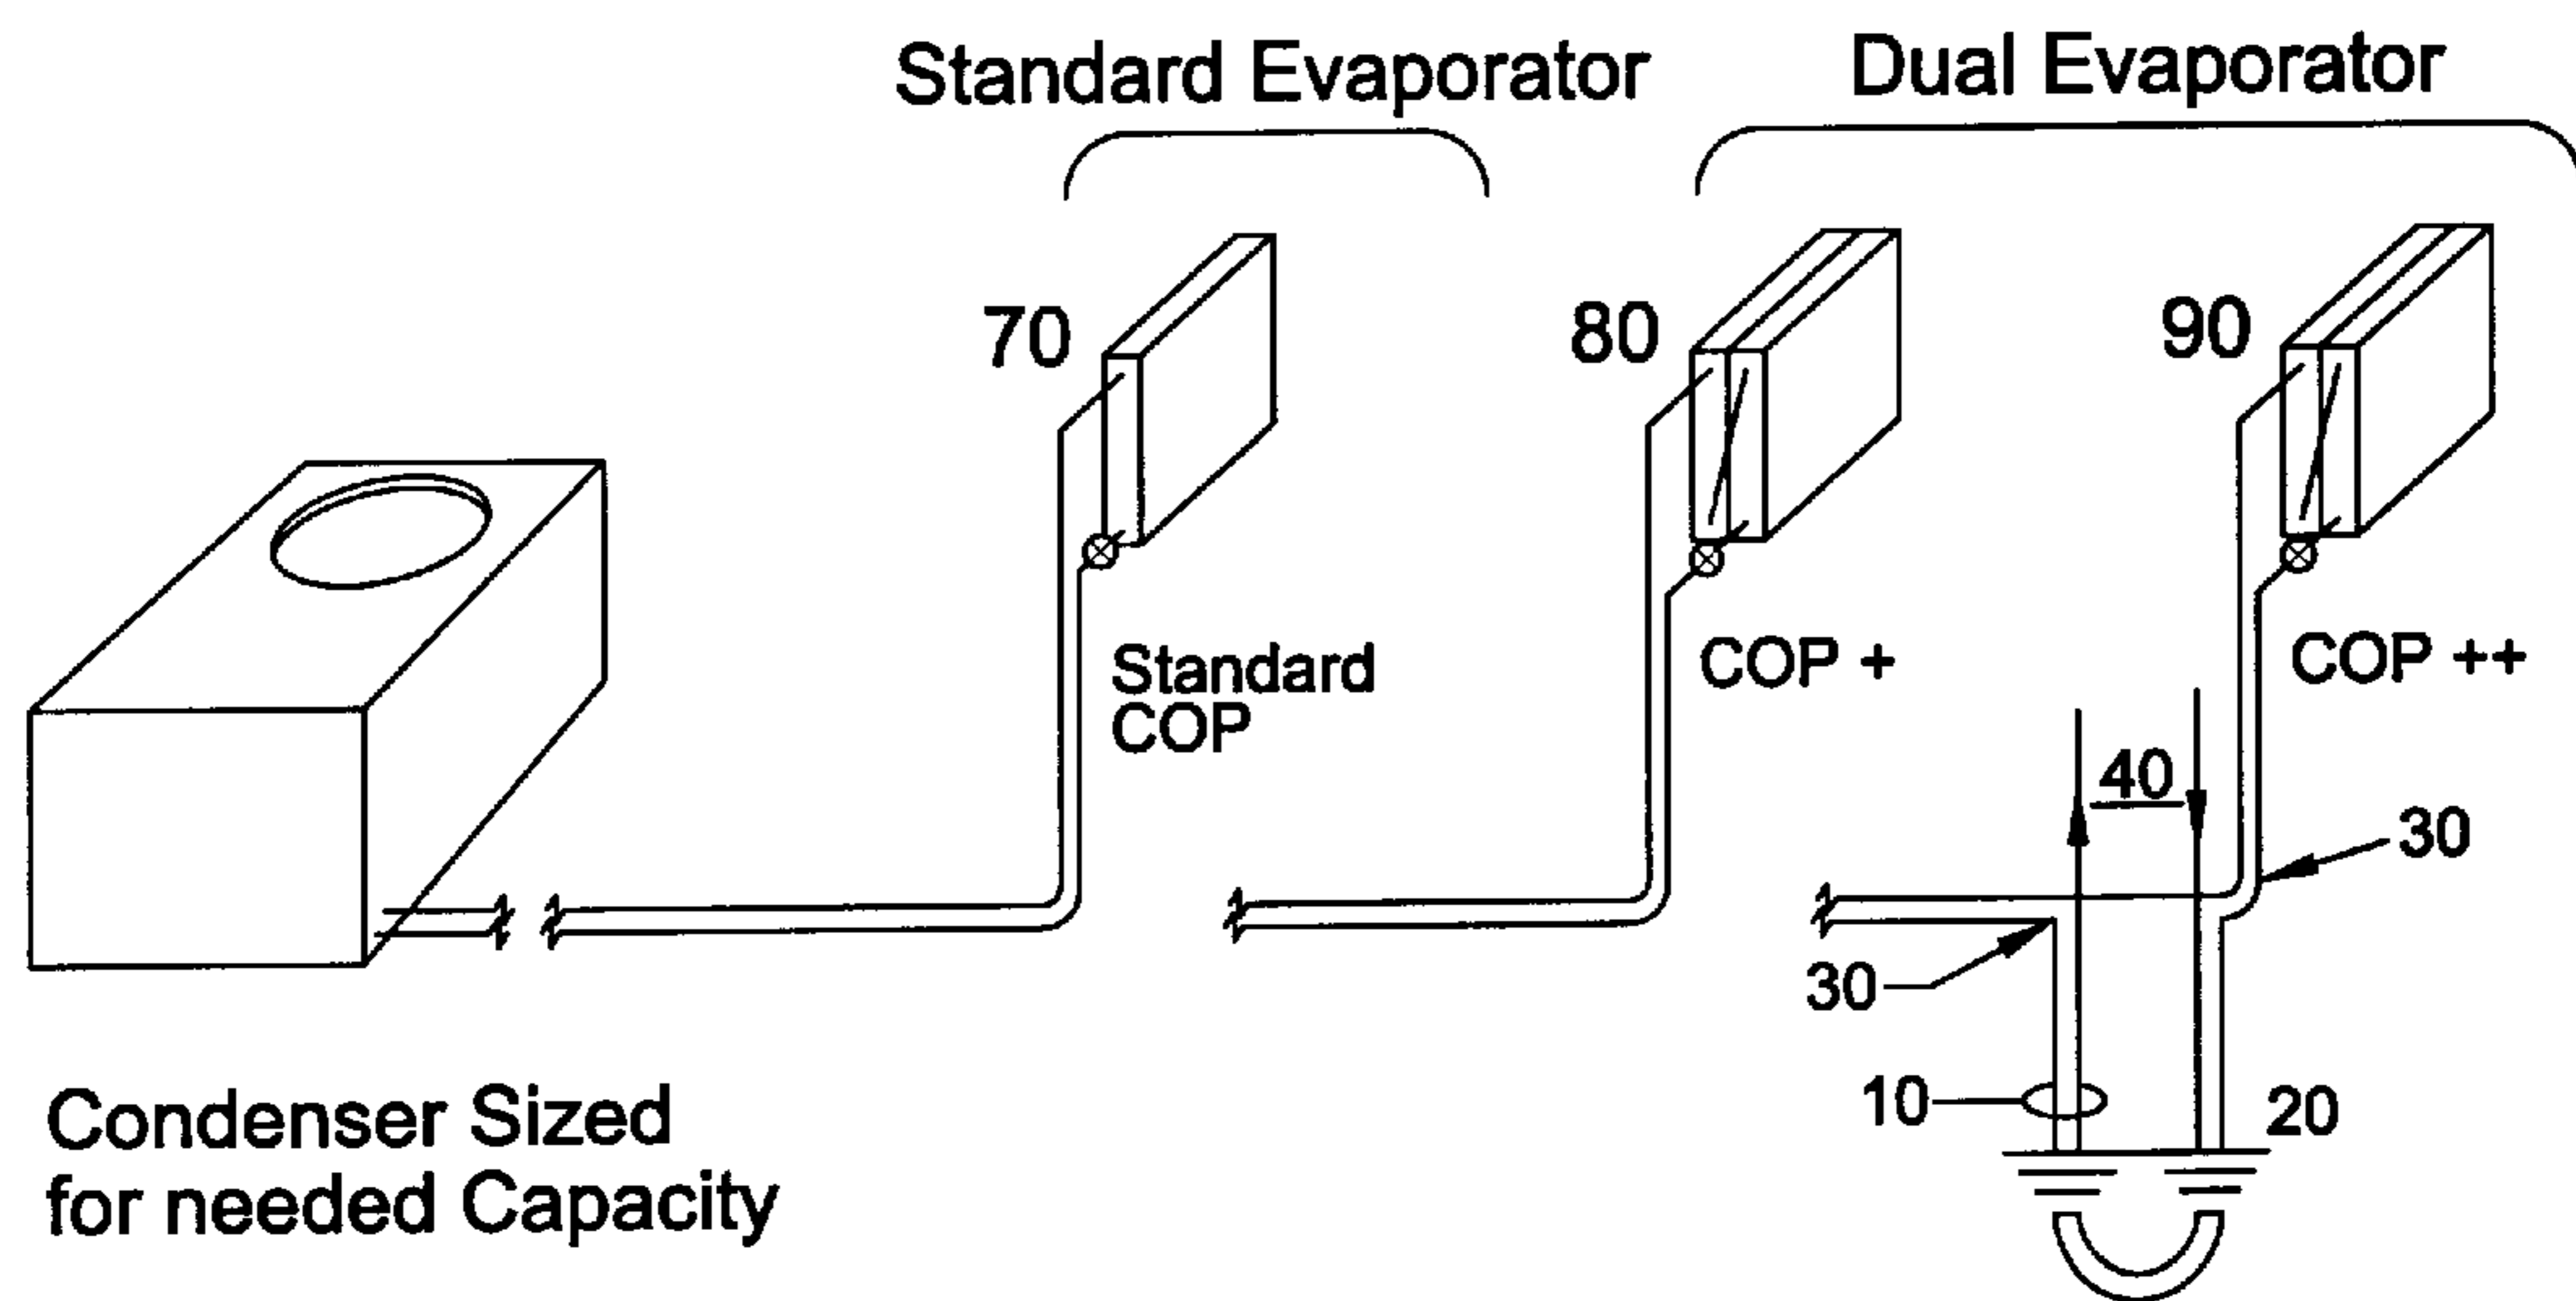 Standard Evaporator
Dual Evaporator
70
80
90
Standard
COP
COP +
COP ++
40
30
30
10
20
Condenser Sized
for needed Capacity